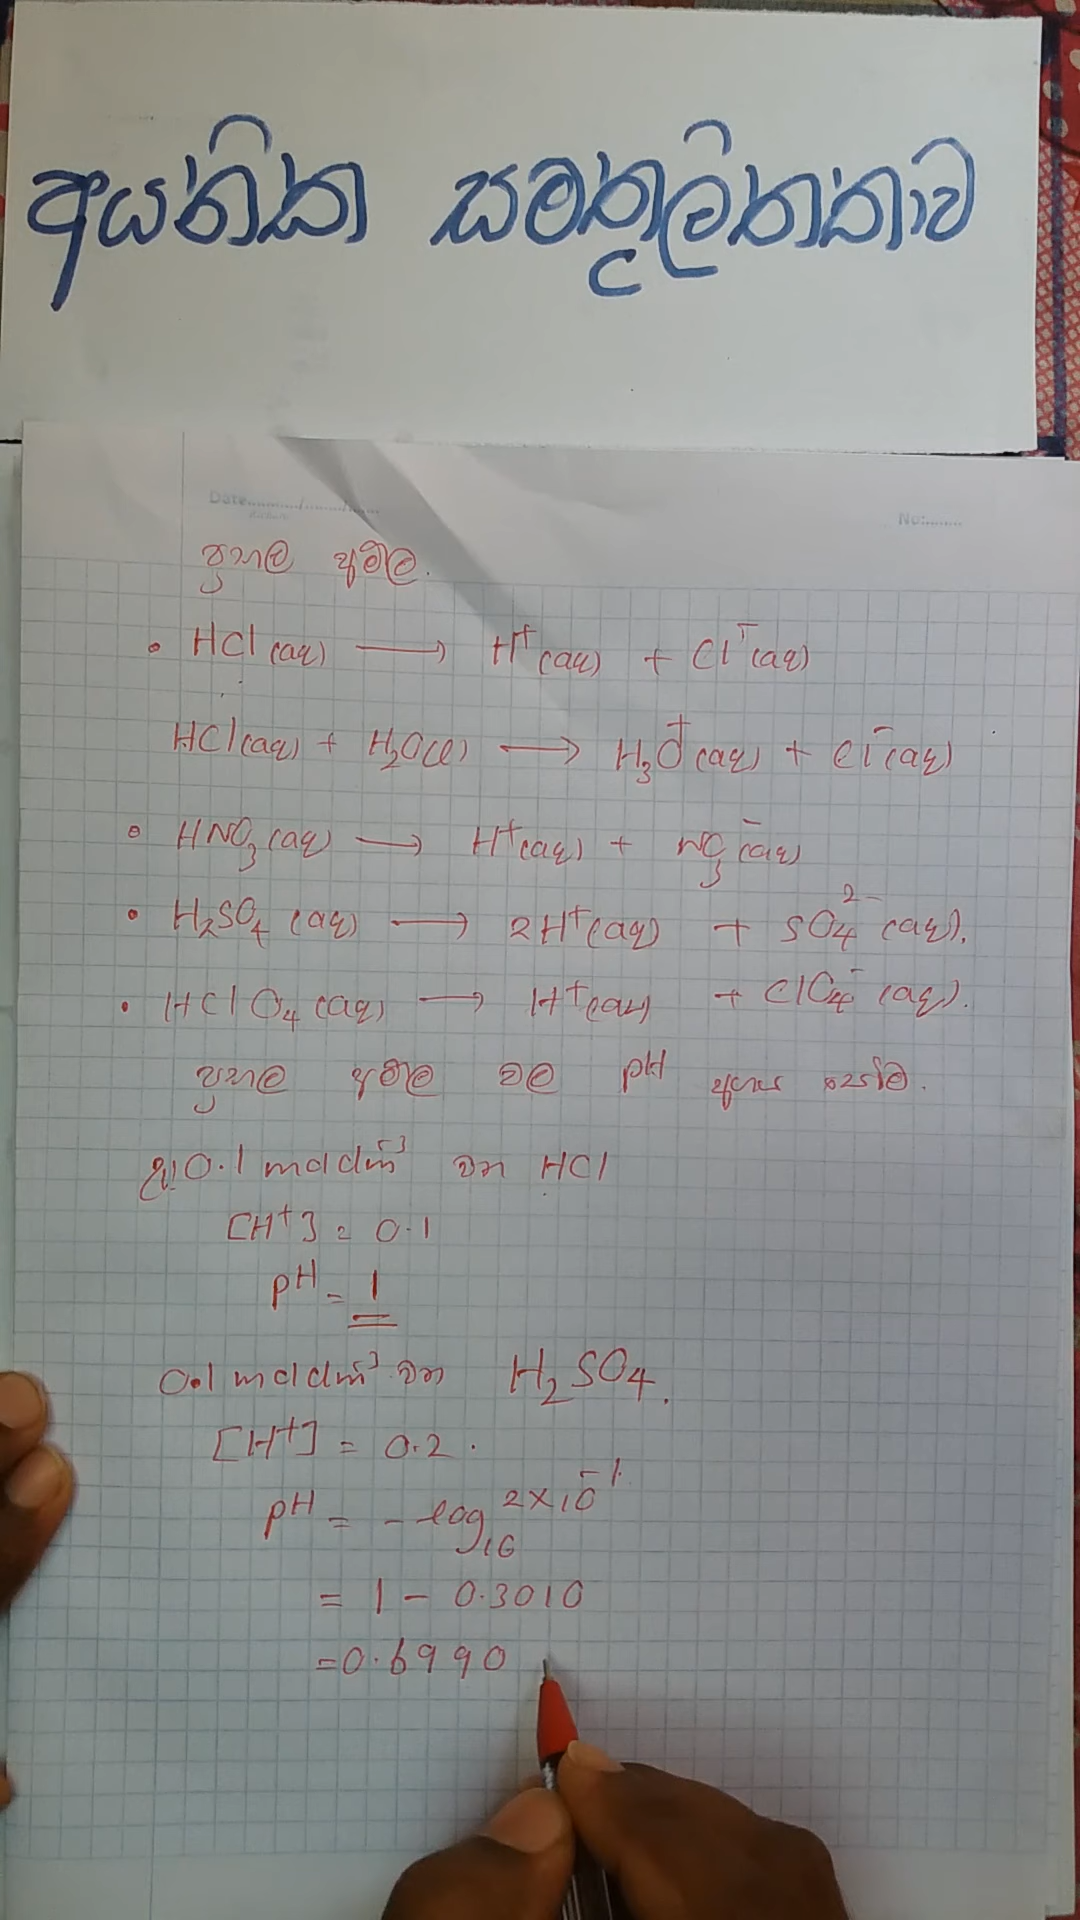 අයනික සමතුලිතතාව
Date............/........./........
No:........
ප්‍රභල අම්ල.
• HCl (aq) ⟶ H⁺(aq) + Cl⁻(aq)
HCl(aq) + H₂O(l) ⟶ H₃O⁺(aq) + Cl⁻(aq)
• HNO₃(aq) ⟶ H⁺(aq) + NO₃⁻(aq)
• H₂SO₄ (aq) ⟶ 2H⁺(aq) + SO₄²⁻(aq).
• HClO₄(aq) ⟶ H⁺(aq) + ClO₄⁻(aq).
ප්‍රභල අම්ල වල pH අගය සෙවීම.
0.1 moldm⁻³ වන HCl
[H⁺] = 0.1
pH = 1
0.1 moldm⁻³ වන H₂SO₄.
[H⁺] = 0.2.
pH = -log₁₀ 2×10⁻¹
= 1 - 0.3010
=0.6990